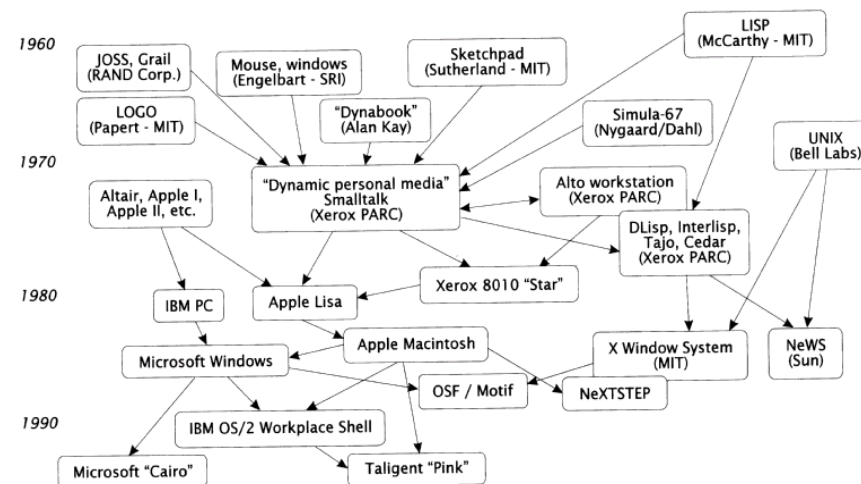 1960
JOSS, Grail
(RAND Corp.)
Mouse, windows
(Engelbart - SRI)
Sketchpad
(Sutherland - MIT)
LISP
(McCarthy - MIT)
LOGO
(Papert - MIT)
“Dynabook”
(Alan Kay)
Simula-67
(Nygaard/Dahl)
UNIX
(Bell Labs)
1970
“Dynamic personal media”
Smalltalk
(Xerox PARC)
Alto workstation
(Xerox PARC)
Altair, Apple I,
Apple II, etc.
DLisp, Interlisp,
Tajo, Cedar
(Xerox PARC)
1980
IBM PC
Apple Lisa
Xerox 8010 “Star”
Microsoft Windows
Apple Macintosh
X Window System
(MIT)
NeWS
(Sun)
OSF / Motif
NeXTSTEP
1990
IBM OS/2 Workplace Shell
Microsoft “Cairo”
Taligent “Pink”